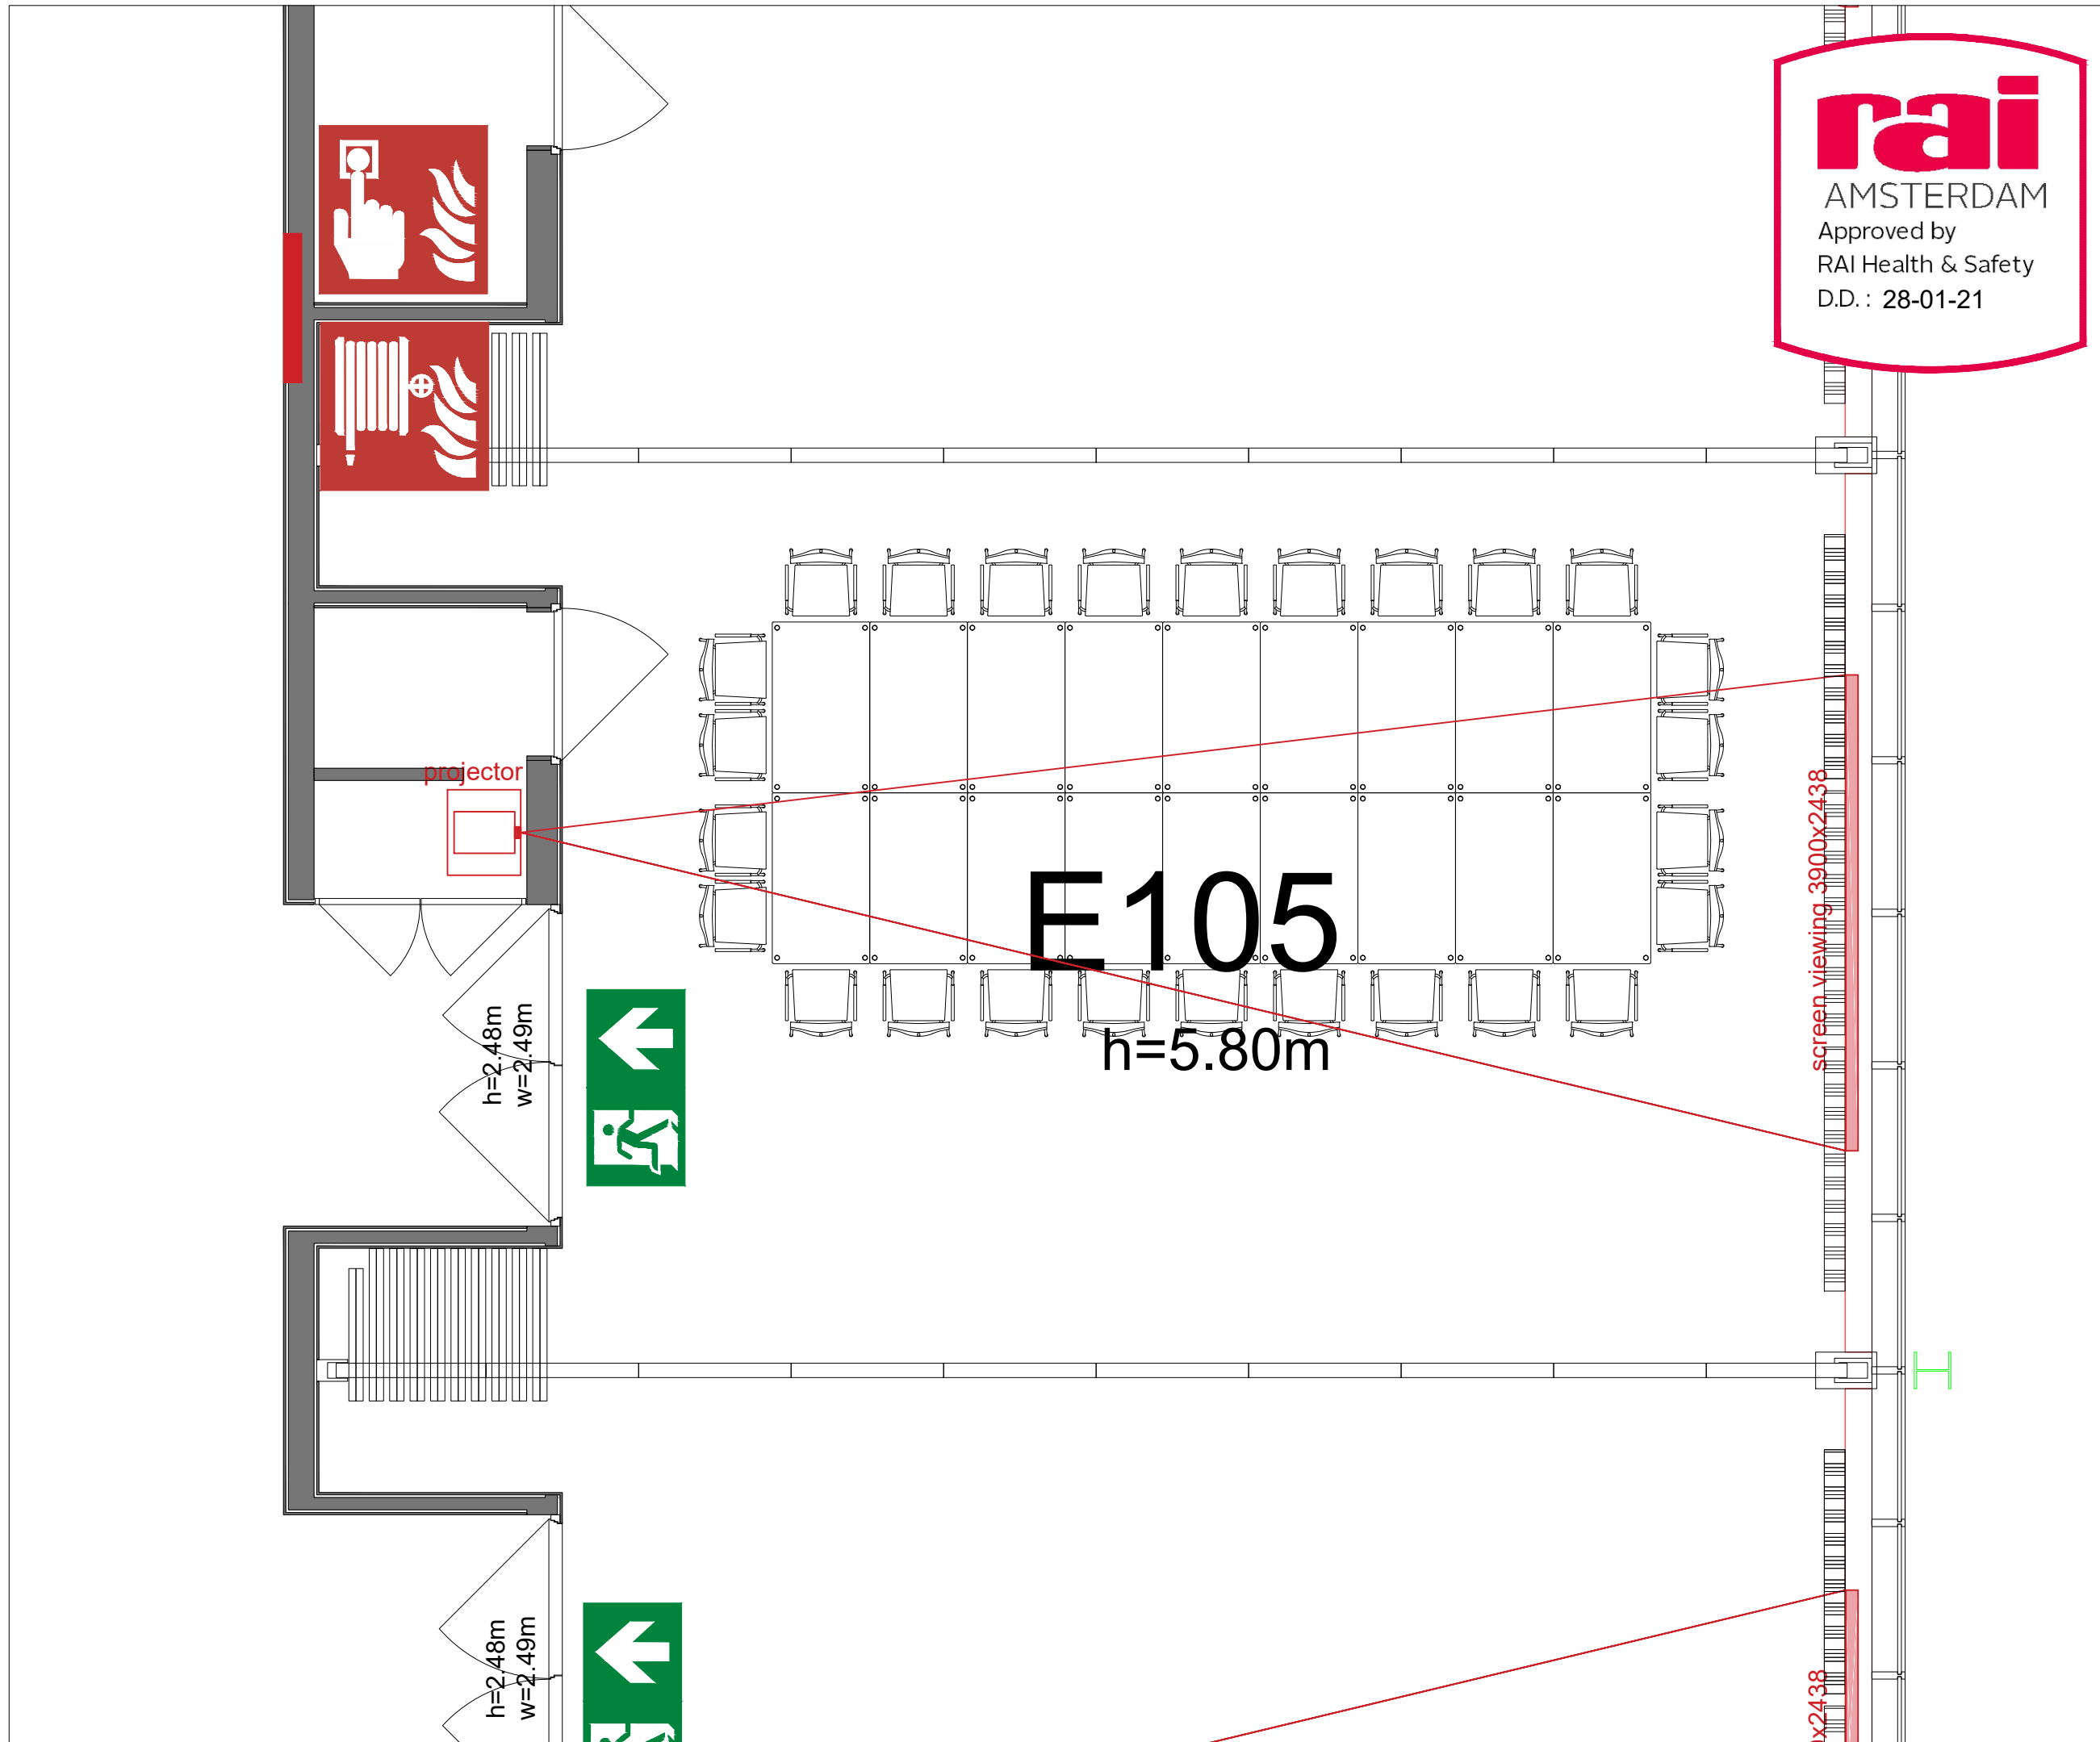 rai
AMSTERDAM
Approved by
RAI Health & Safety
D.D. : 28-01-21
projector
screen viewing 3900x2438
E105
h=5.80m
h=2.48m
w=2.49m
h=2.48m
w=2.49m
x2438